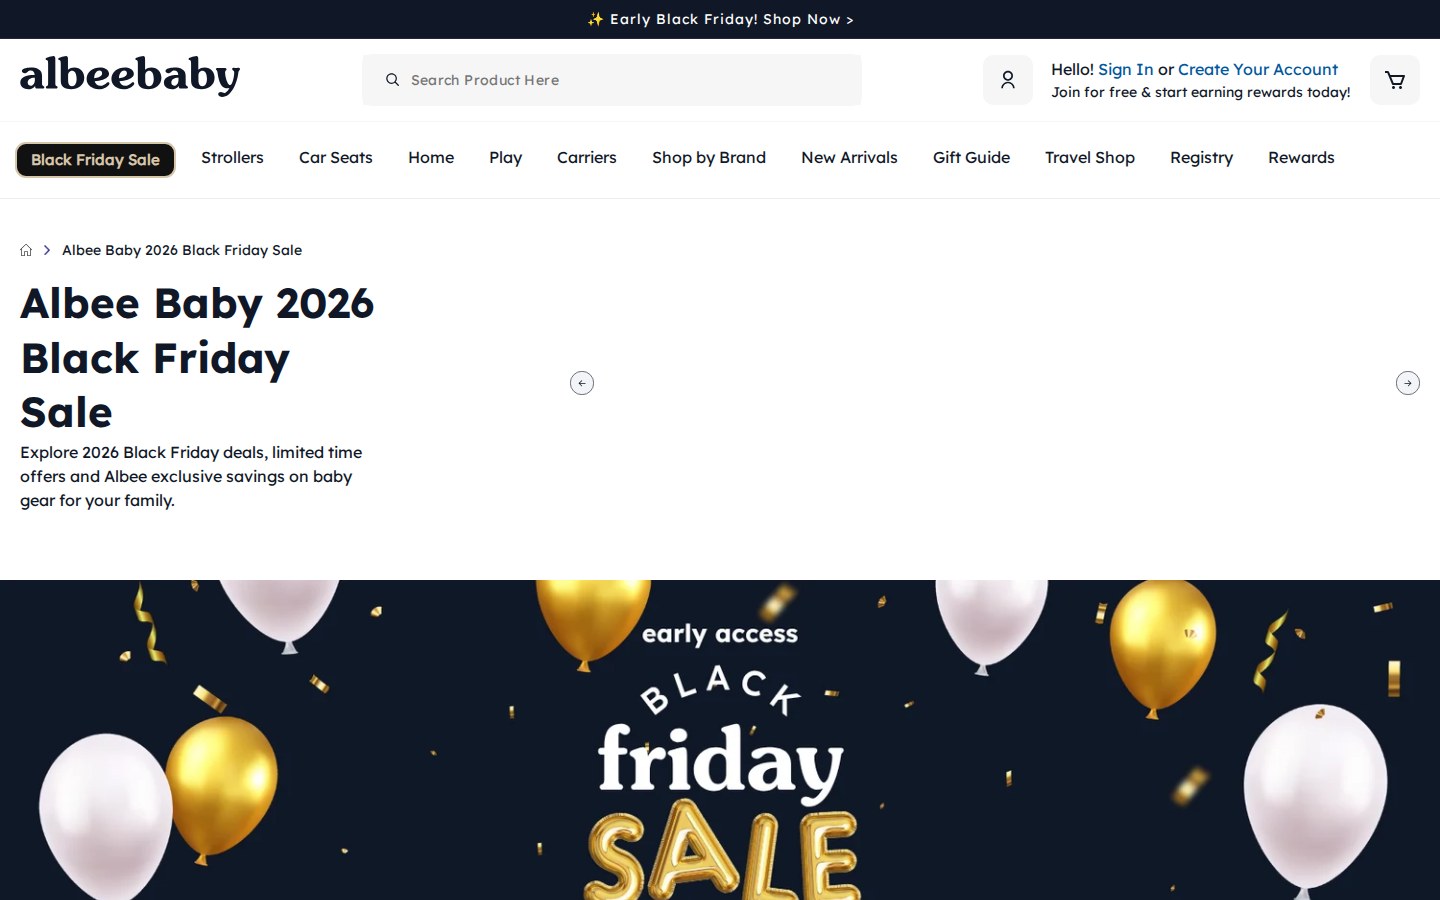 ✨ Early Black Friday! Shop Now >
albeebaby
Search Product Here
Hello! Sign In or Create Your Account
Join for free & start earning rewards today!
Black Friday Sale
Strollers
Car Seats
Home
Play
Carriers
Shop by Brand
New Arrivals
Gift Guide
Travel Shop
Registry
Rewards
Albee Baby 2026 Black Friday Sale
Albee Baby 2026
Black Friday
Sale
Explore 2026 Black Friday deals, limited time
offers and Albee exclusive savings on baby
gear for your family.
early access
BLACK
friday
SALE